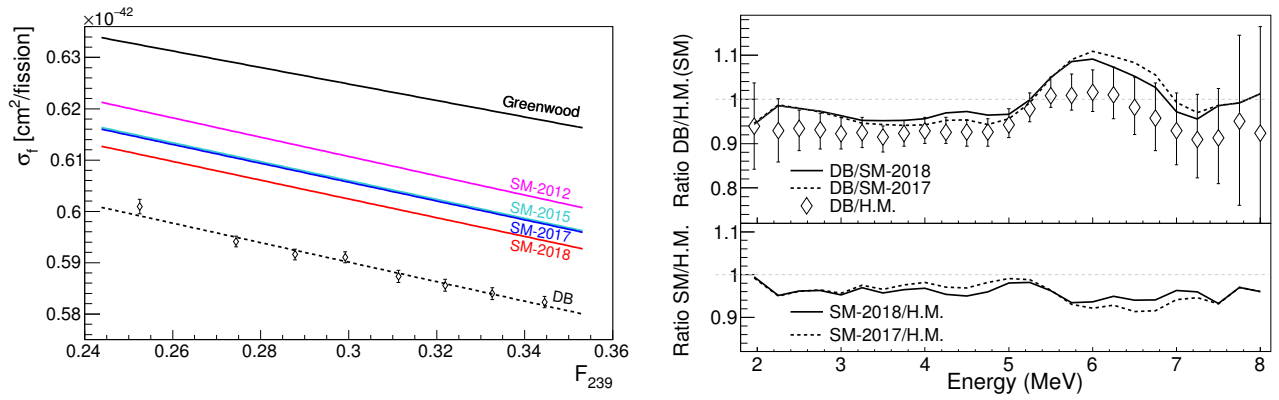 ×10⁻⁴²
σ_f [cm²/fission]
0.63
0.62
0.61
0.6
0.59
0.58
Greenwood
SM-2012
SM-2015
SM-2017
SM-2018
DB
0.24 0.26 0.28 0.3 0.32 0.34 0.36
F₂₃₉
Ratio DB/H.M.(SM)
1.1
1
0.9
0.8
DB/SM-2018
DB/SM-2017
DB/H.M.
Ratio SM/H.M.
1
0.9
SM-2018/H.M.
SM-2017/H.M.
2 3 4 5 6 7 8
Energy (MeV)